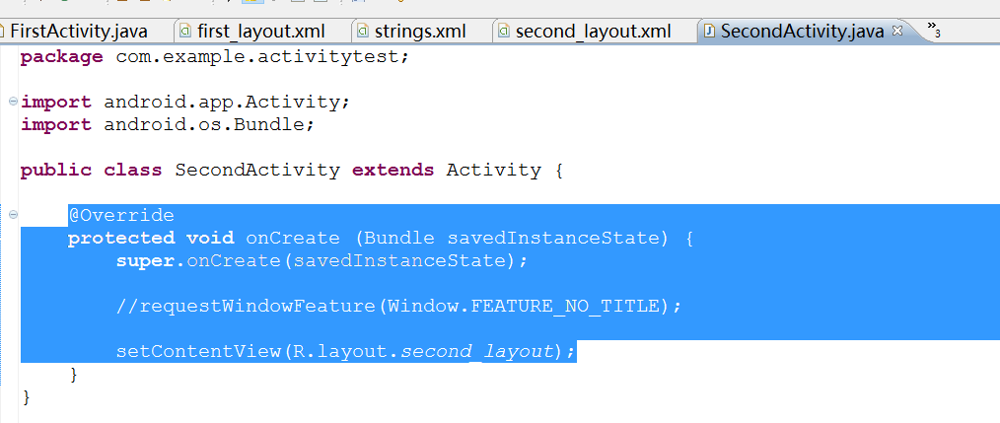 FirstActivity.java first_layout.xml strings.xml second_layout.xml SecondActivity.java »3
package com.example.activitytest;
import android.app.Activity;
import android.os.Bundle;
public class SecondActivity extends Activity {
@Override
protected void onCreate (Bundle savedInstanceState) {
super.onCreate(savedInstanceState);
//requestWindowFeature(Window.FEATURE_NO_TITLE);
setContentView(R.layout.second_layout);
}
}